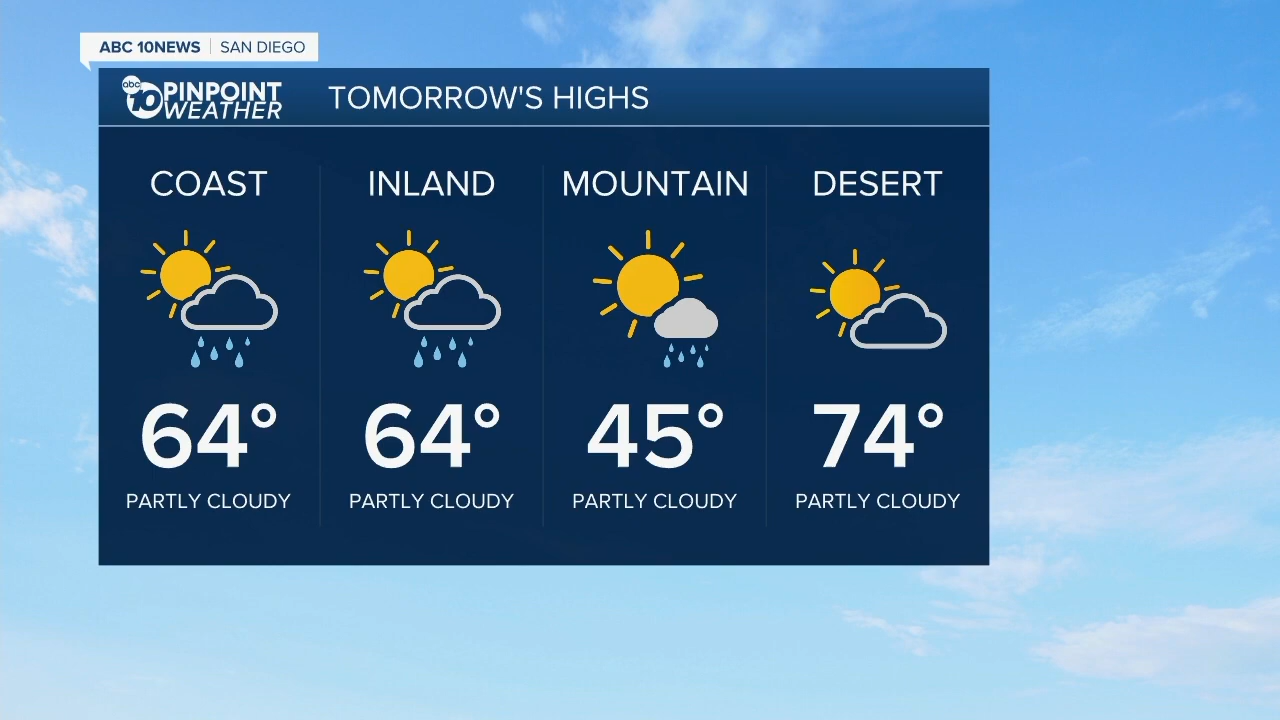 ABC 10NEWS | SAN DIEGO
abc 10 PINPOINT WEATHER
TOMORROW'S HIGHS
COAST
INLAND
MOUNTAIN
DESERT
64°
64°
45°
74°
PARTLY CLOUDY
PARTLY CLOUDY
PARTLY CLOUDY
PARTLY CLOUDY